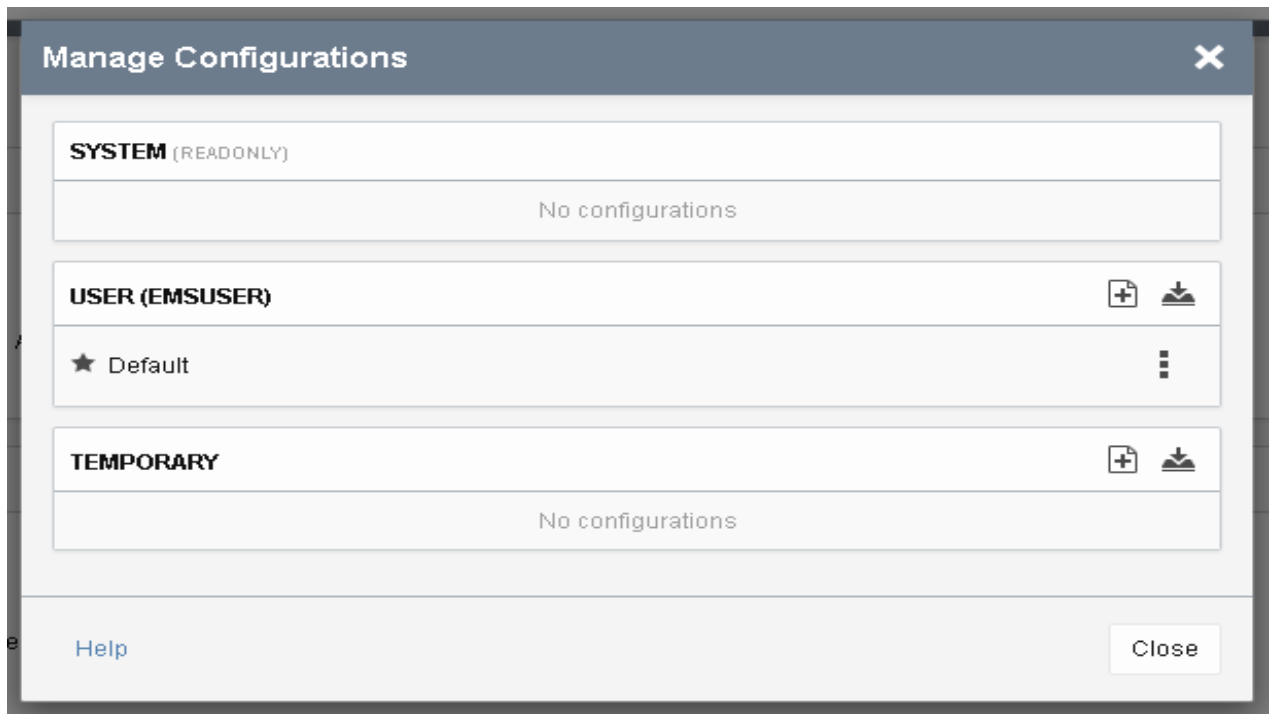 Manage Configurations
SYSTEM (READONLY)
No configurations
USER (EMSUSER)
Default
TEMPORARY
No configurations
Help
Close